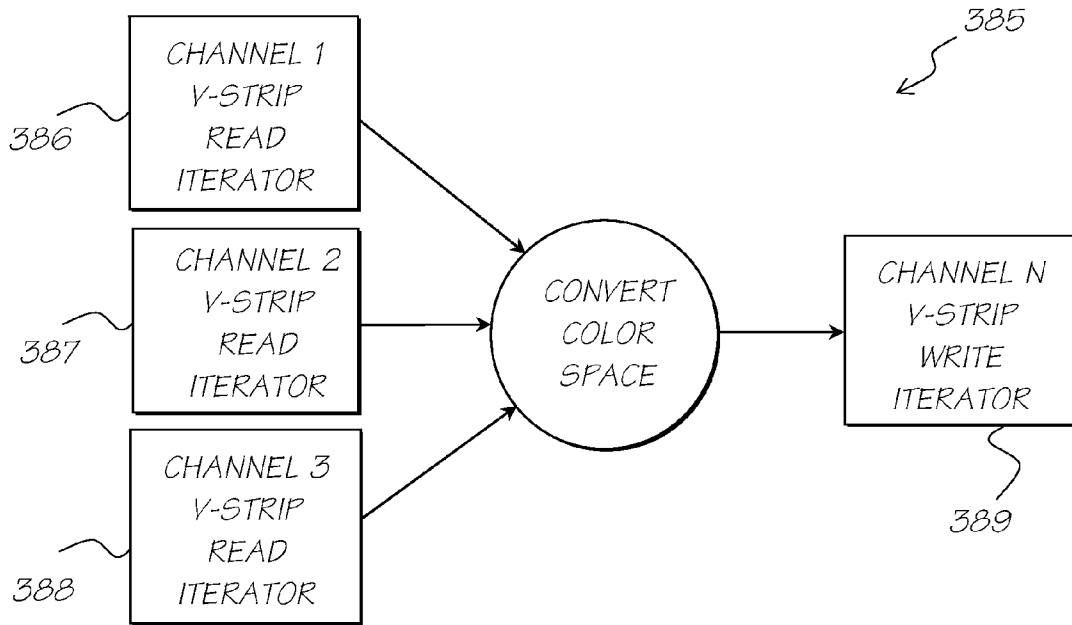 385
CHANNEL 1
V-STRIP
READ
ITERATOR
386
CHANNEL 2
V-STRIP
READ
ITERATOR
387
CHANNEL 3
V-STRIP
READ
ITERATOR
388
CONVERT
COLOR
SPACE
CHANNEL N
V-STRIP
WRITE
ITERATOR
389